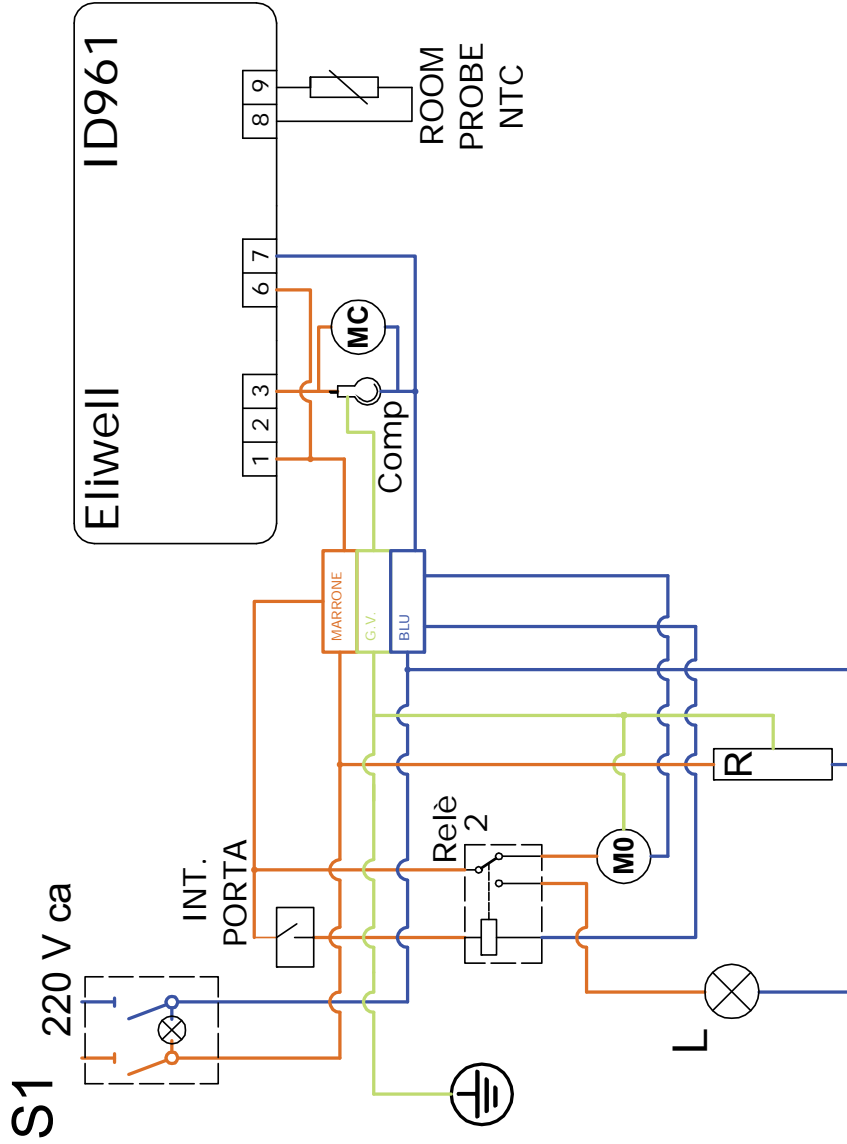 S1
220 V ca
INT.
PORTA
Relè
2
L
M0
R
MARRONE
G.V.
BLU
Comp
MC
Eliwell
ID961
1
2
3
6
7
8
9
ROOM
PROBE
NTC